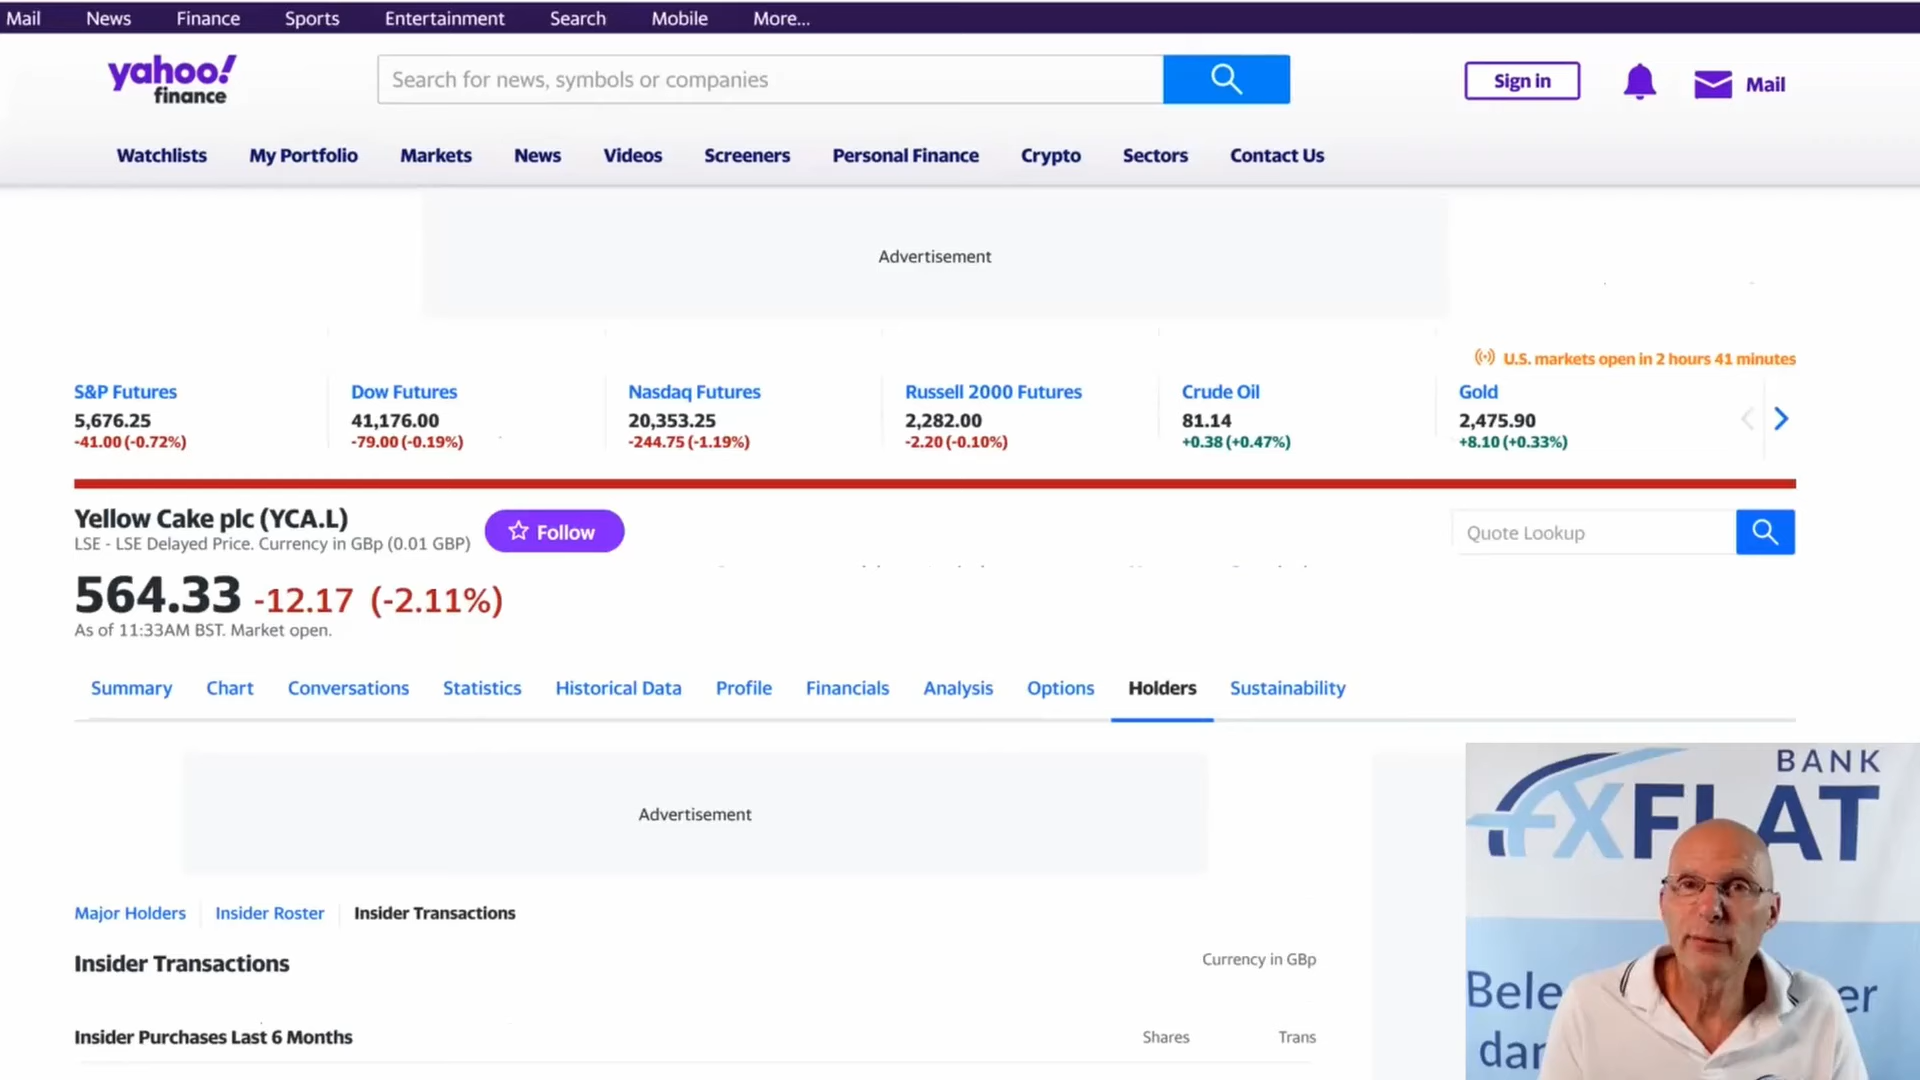 Mail News Finance Sports Entertainment Search Mobile More...
yahoo!
finance
Search for news, symbols or companies
Sign in
Mail
Watchlists My Portfolio Markets News Videos Screeners Personal Finance Crypto Sectors Contact Us
Advertisement
U.S. markets open in 2 hours 41 minutes
S&P Futures Dow Futures Nasdaq Futures Russell 2000 Futures Crude Oil Gold
5,676.25 41,176.00 20,353.25 2,282.00 81.14 2,475.90
-41.00 (-0.72%) -79.00 (-0.19%) -244.75 (-1.19%) -2.20 (-0.10%) +0.38 (+0.47%) +8.10 (+0.33%)
Yellow Cake plc (YCA.L)
LSE - LSE Delayed Price. Currency in GBp (0.01 GBP)
Follow
Quote Lookup
564.33 -12.17 (-2.11%)
As of 11:33AM BST. Market open.
Summary Chart Conversations Statistics Historical Data Profile Financials Analysis Options Holders Sustainability
Advertisement
BANK
FXFLAT
Major Holders Insider Roster Insider Transactions
Insider Transactions
Currency in GBp
Insider Purchases Last 6 Months Shares Trans